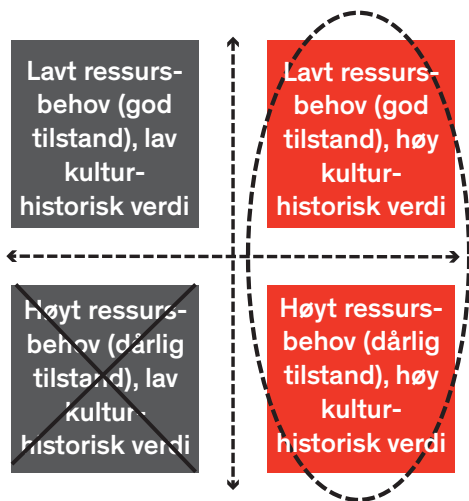 Lavt ressurs-
behov (god
tilstand), lav
kultur-
historisk verdi
Lavt ressurs-
behov (god
tilstand), høy
kultur-
historisk verdi
Høyt ressurs-
behov (dårlig
tilstand), lav
kultur-
historisk verdi
Høyt ressurs-
behov (dårlig
tilstand), høy
kultur-
historisk verdi